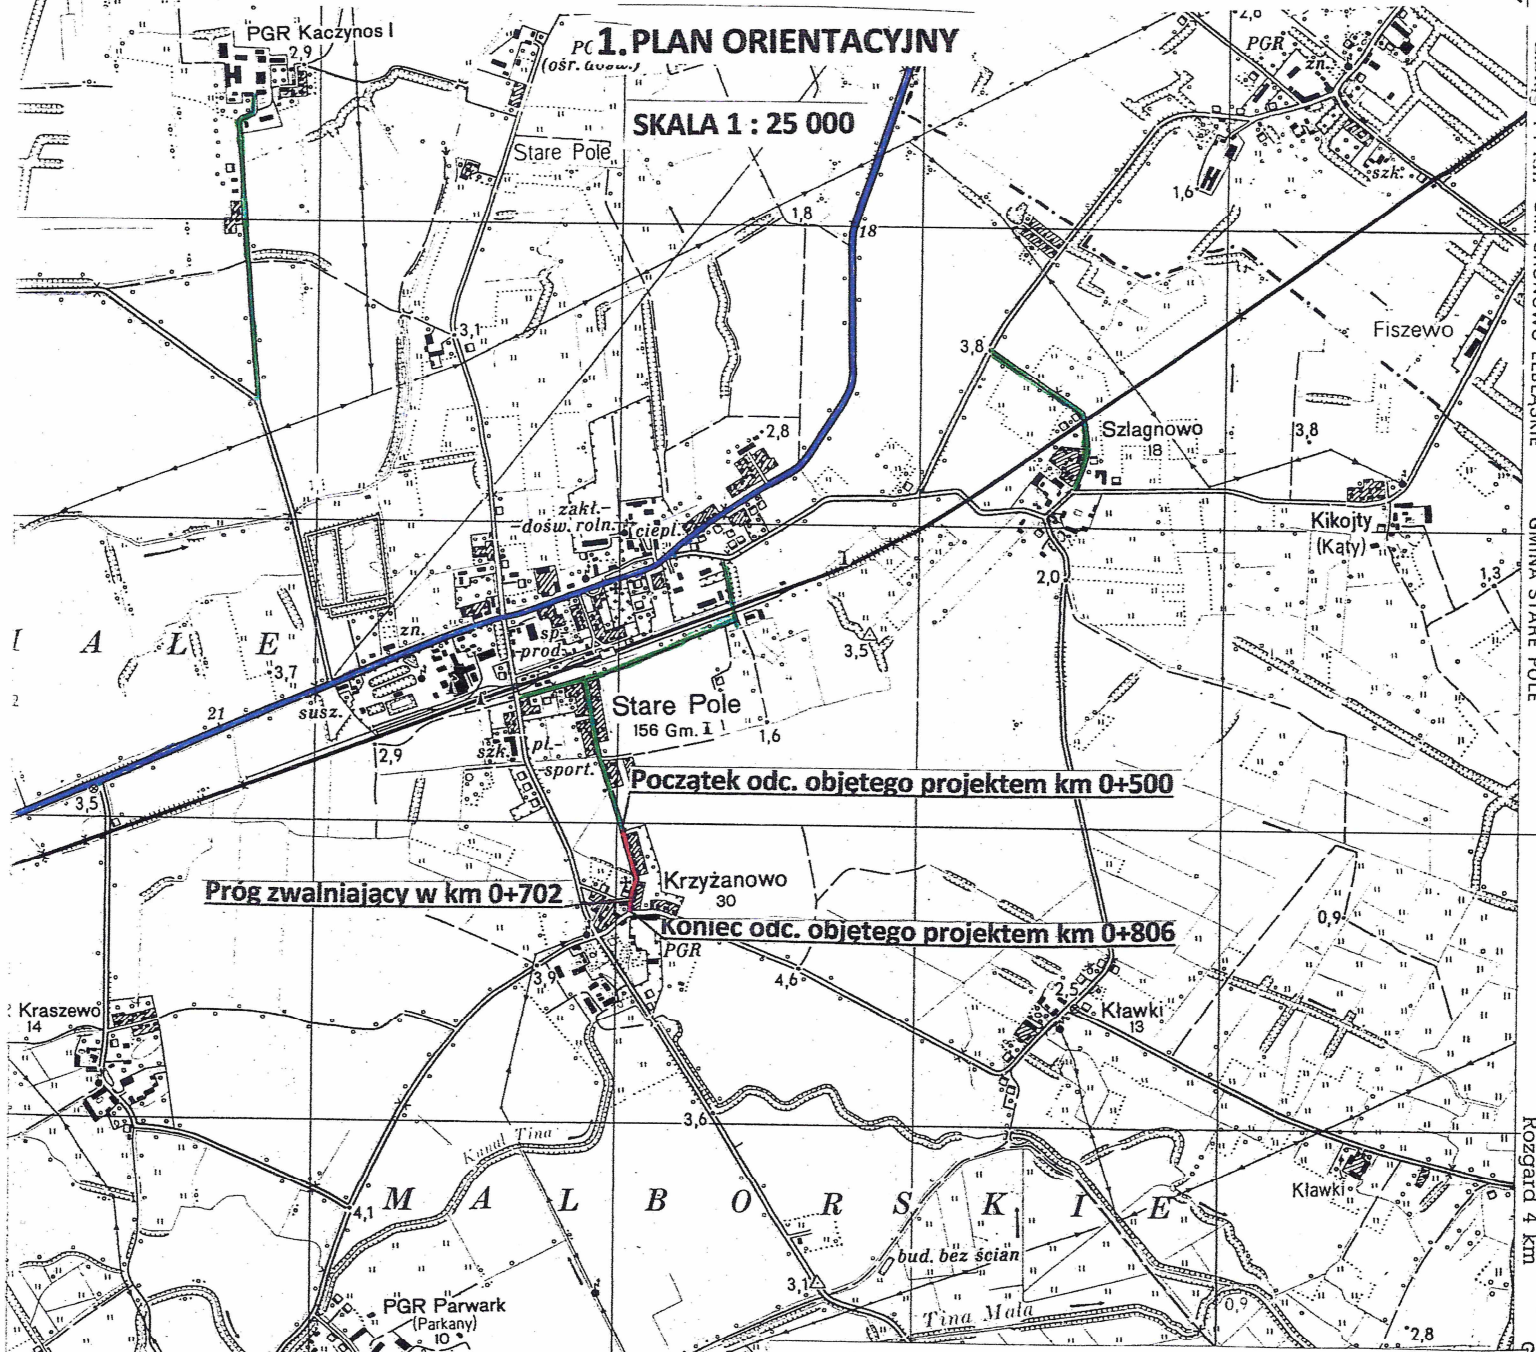 1. PLAN ORIENTACYJNY
SKALA 1 : 25 000
PGR Kaczynos I
2,9
(ośr. dośw.)
Stare Pole
PGR
zn.
szk.
1,6
1,8
18
3,1
3,8
Fiszewo
2,8
Szlagnowo
18
3,8
zakł.-
-dośw. roln.
ciepl.
Kikojty
(Kąty)
1,3
2,0
A L E
zn.
sp.
prod.
3,5
3,7
21
susz.
Stare Pole
156 Gm.
1,6
2,9
szk.
pl.-
sport.
3,5
Początek odc. objętego projektem km 0+500
Próg zwalniający w km 0+702
Krzyżanowo
30
Koniec odc. objętego projektem km 0+806
PGR
0,9
3,9
4,6
2,5
Kraszewo
14
Kławki
13
3,6
Kanał Tina
Kławki
4,1
M A L B O R S K I E
bud. bez ścian
3,1
PGR Parwark
(Parkany)
10
Tina Mała
0,9
2,8
GMINA STARE POLE
Rozgard 4 km